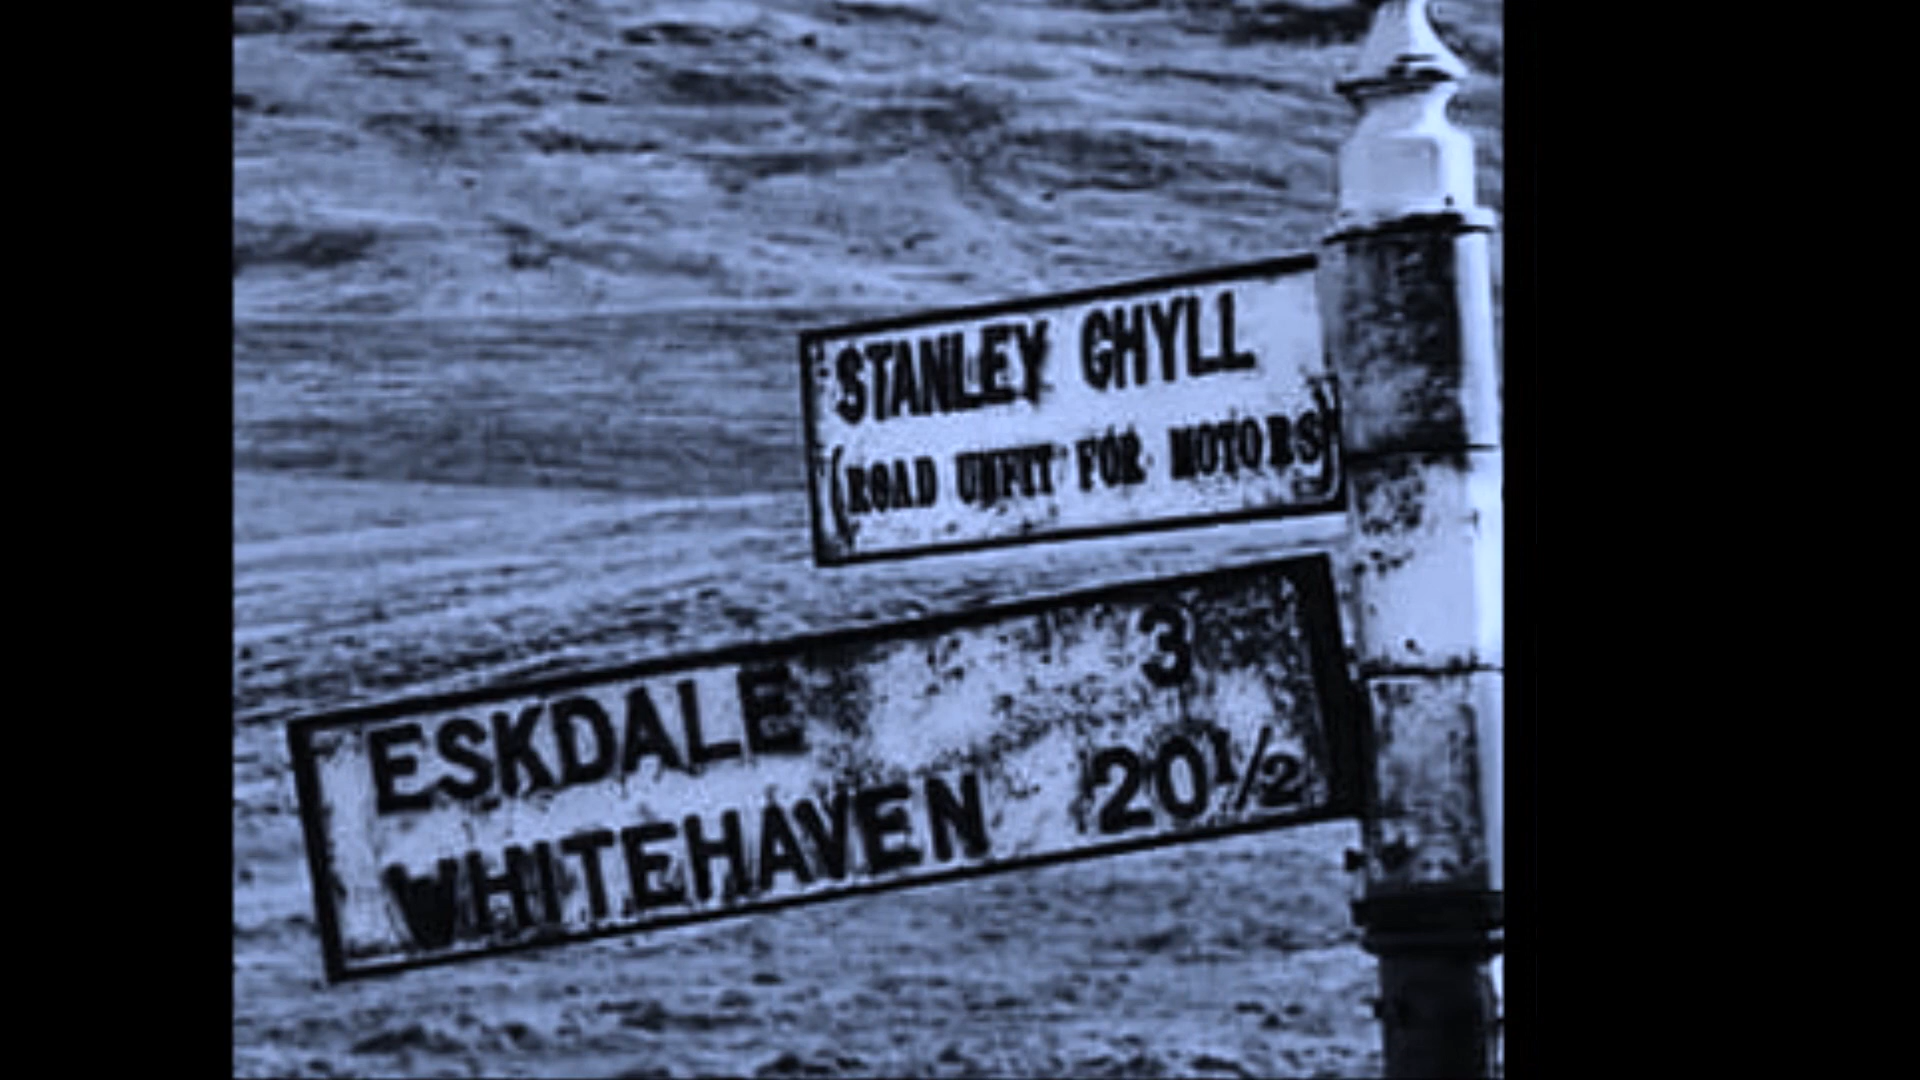 STANLEY GHYLL
(ROAD UNFIT FOR MOTORS)
ESKDALE 3
WHITEHAVEN 20½